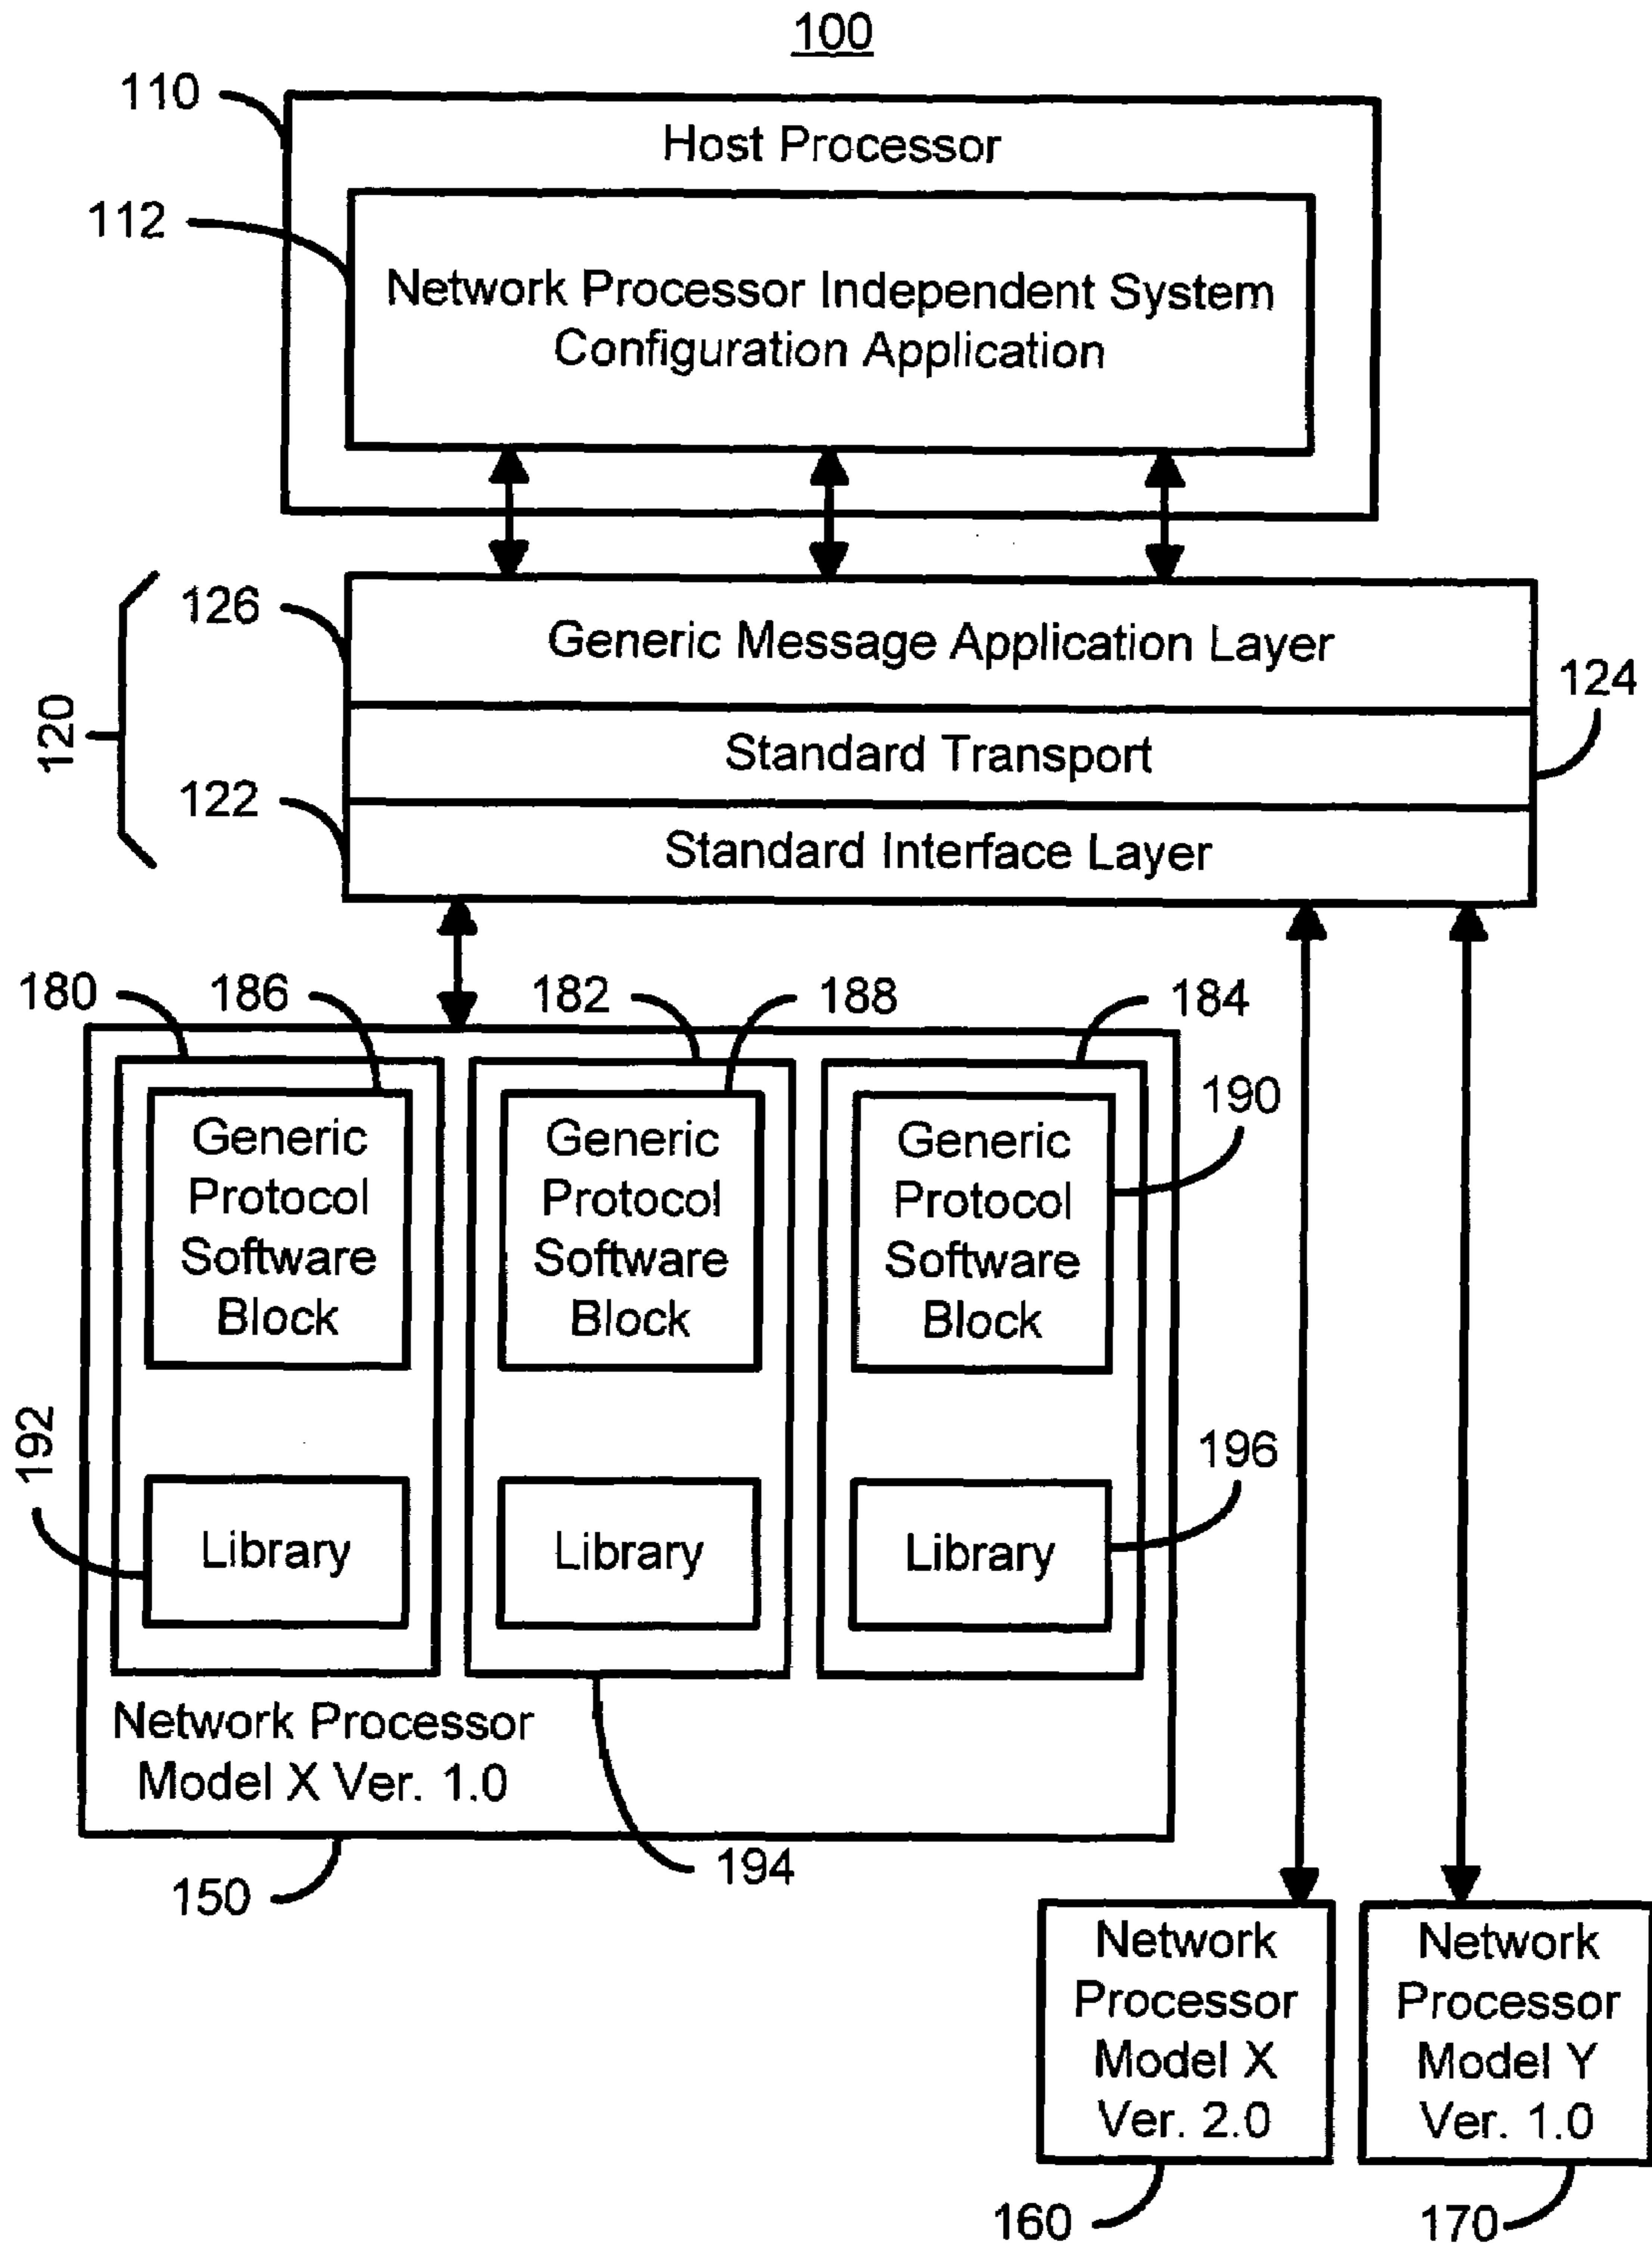 100
110
Host Processor
112
Network Processor Independent System
Configuration Application
120
126
Generic Message Application Layer
124
Standard Transport
122
Standard Interface Layer
180
186
182
188
184
Generic
Protocol
Software
Block
Generic
Protocol
Software
Block
Generic
Protocol
Software
Block
190
192
Library
Library
Library
196
Network Processor
Model X Ver. 1.0
150
194
Network
Processor
Model X
Ver. 2.0
Network
Processor
Model Y
Ver. 1.0
160
170